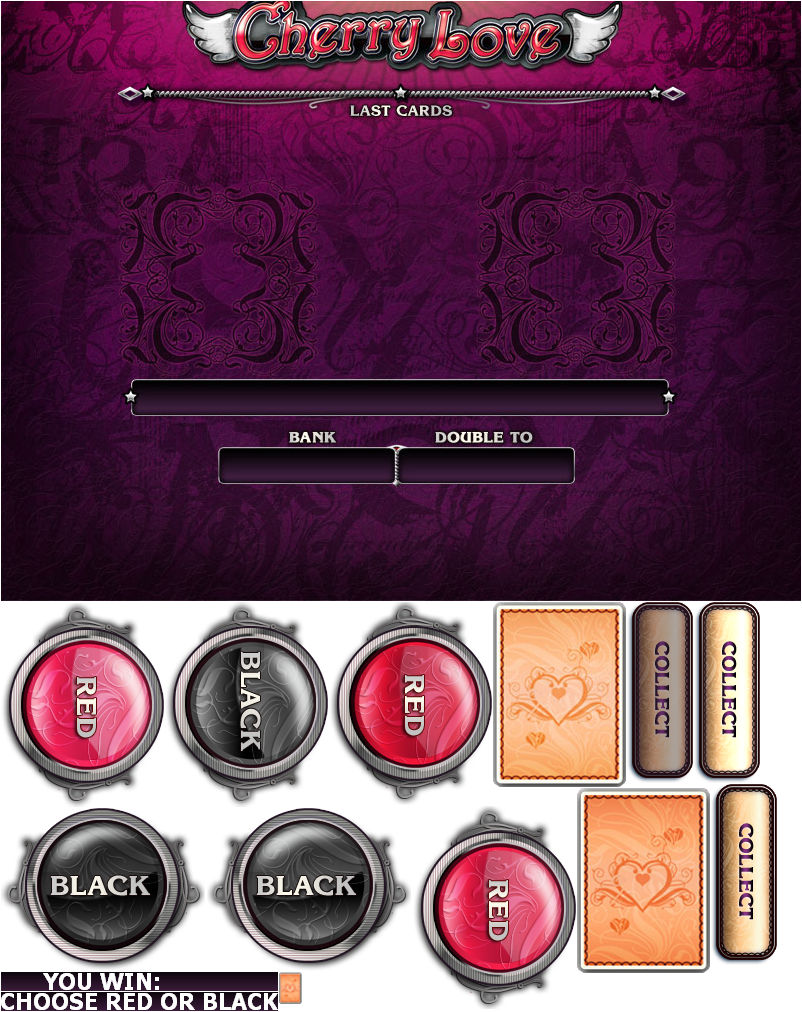 Cherry Love
LAST CARDS
BANK
DOUBLE TO
RED
BLACK
RED
COLLECT
COLLECT
BLACK
BLACK
RED
COLLECT
YOU WIN:
CHOOSE RED OR BLACK